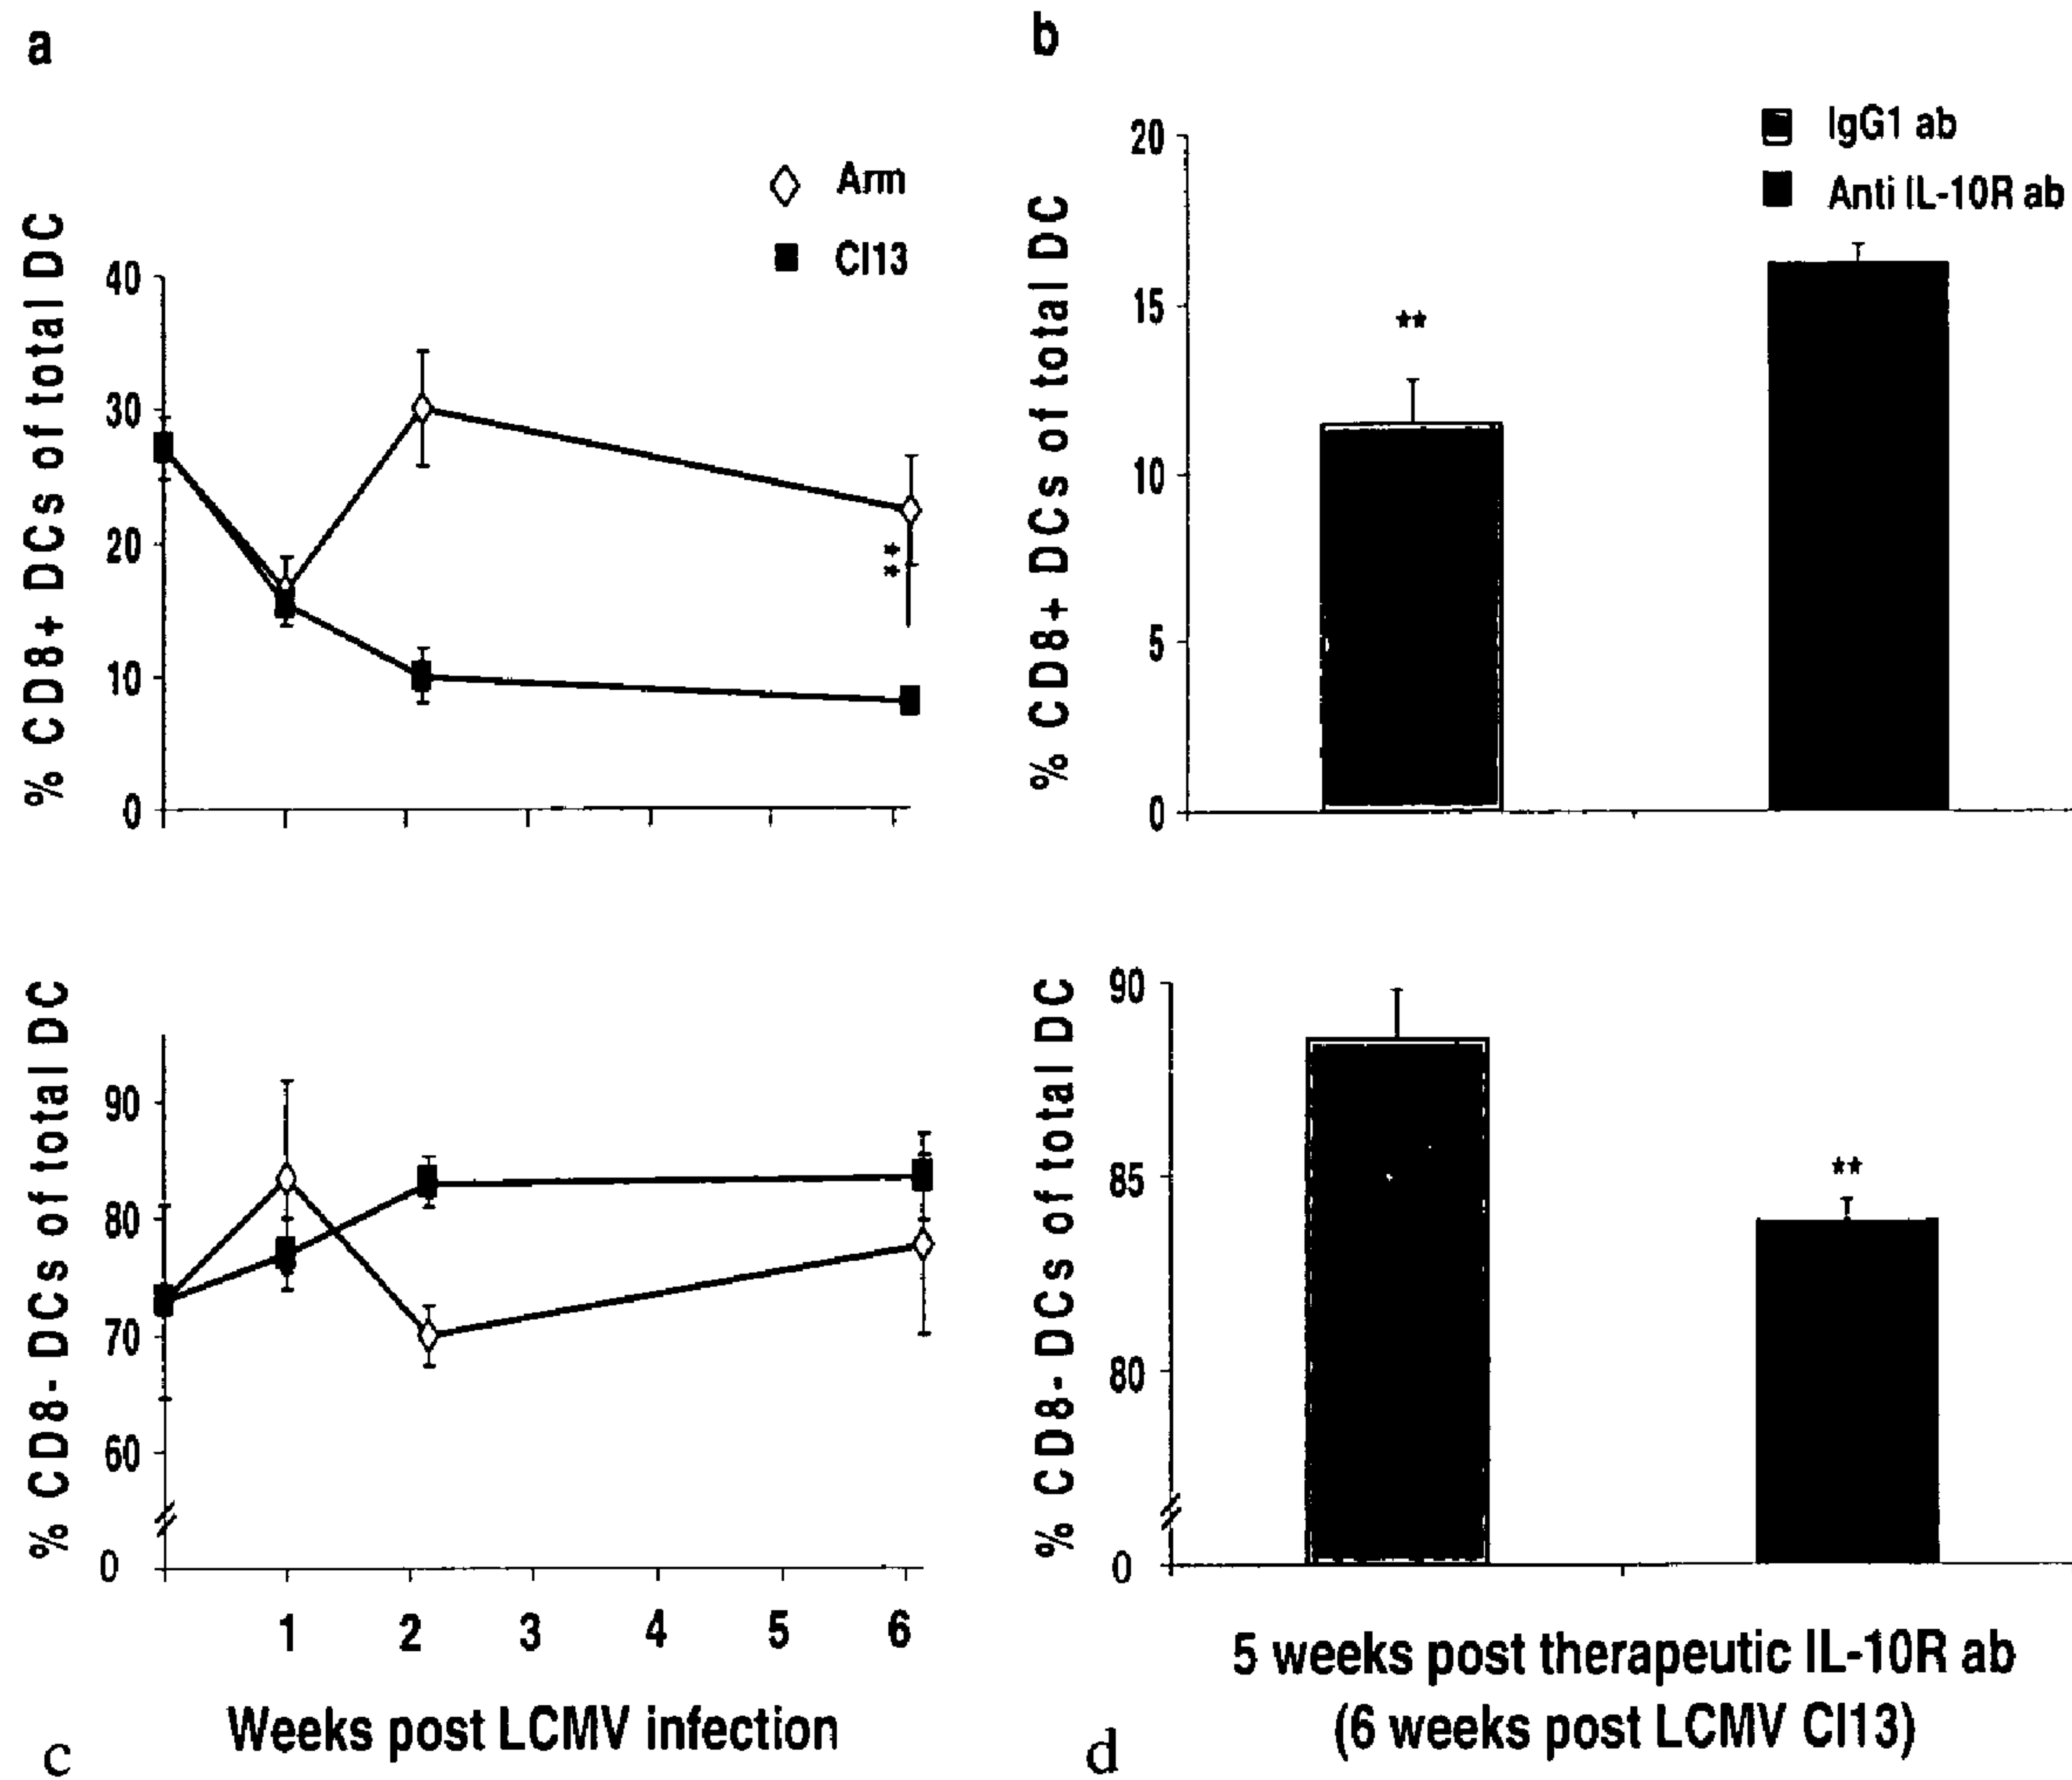 a
Arm
Cl13
% CD8+ DCs of total DC
40
30
20
10
0
**
b
IgG1 ab
Anti IL-10R ab
% CD8+ DCs of total DC
20
15
10
5
0
**
% CD8- DCs of total DC
90
80
70
60
0
1 2 3 4 5 6
Weeks post LCMV infection
c
% CD8- DCs of total DC
90
85
80
0
**
5 weeks post therapeutic IL-10R ab
(6 weeks post LCMV Cl13)
d